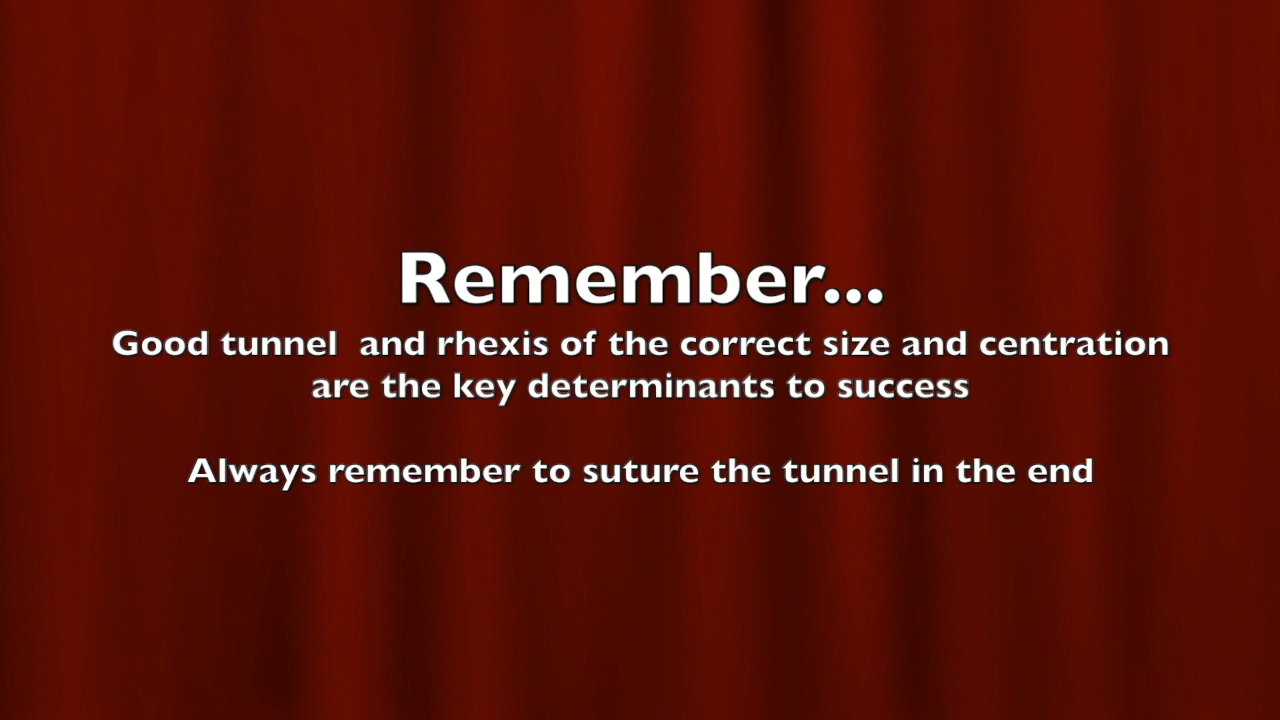 Remember...
Good tunnel  and rhexis of the correct size and centration
are the key determinants to success
Always remember to suture the tunnel in the end